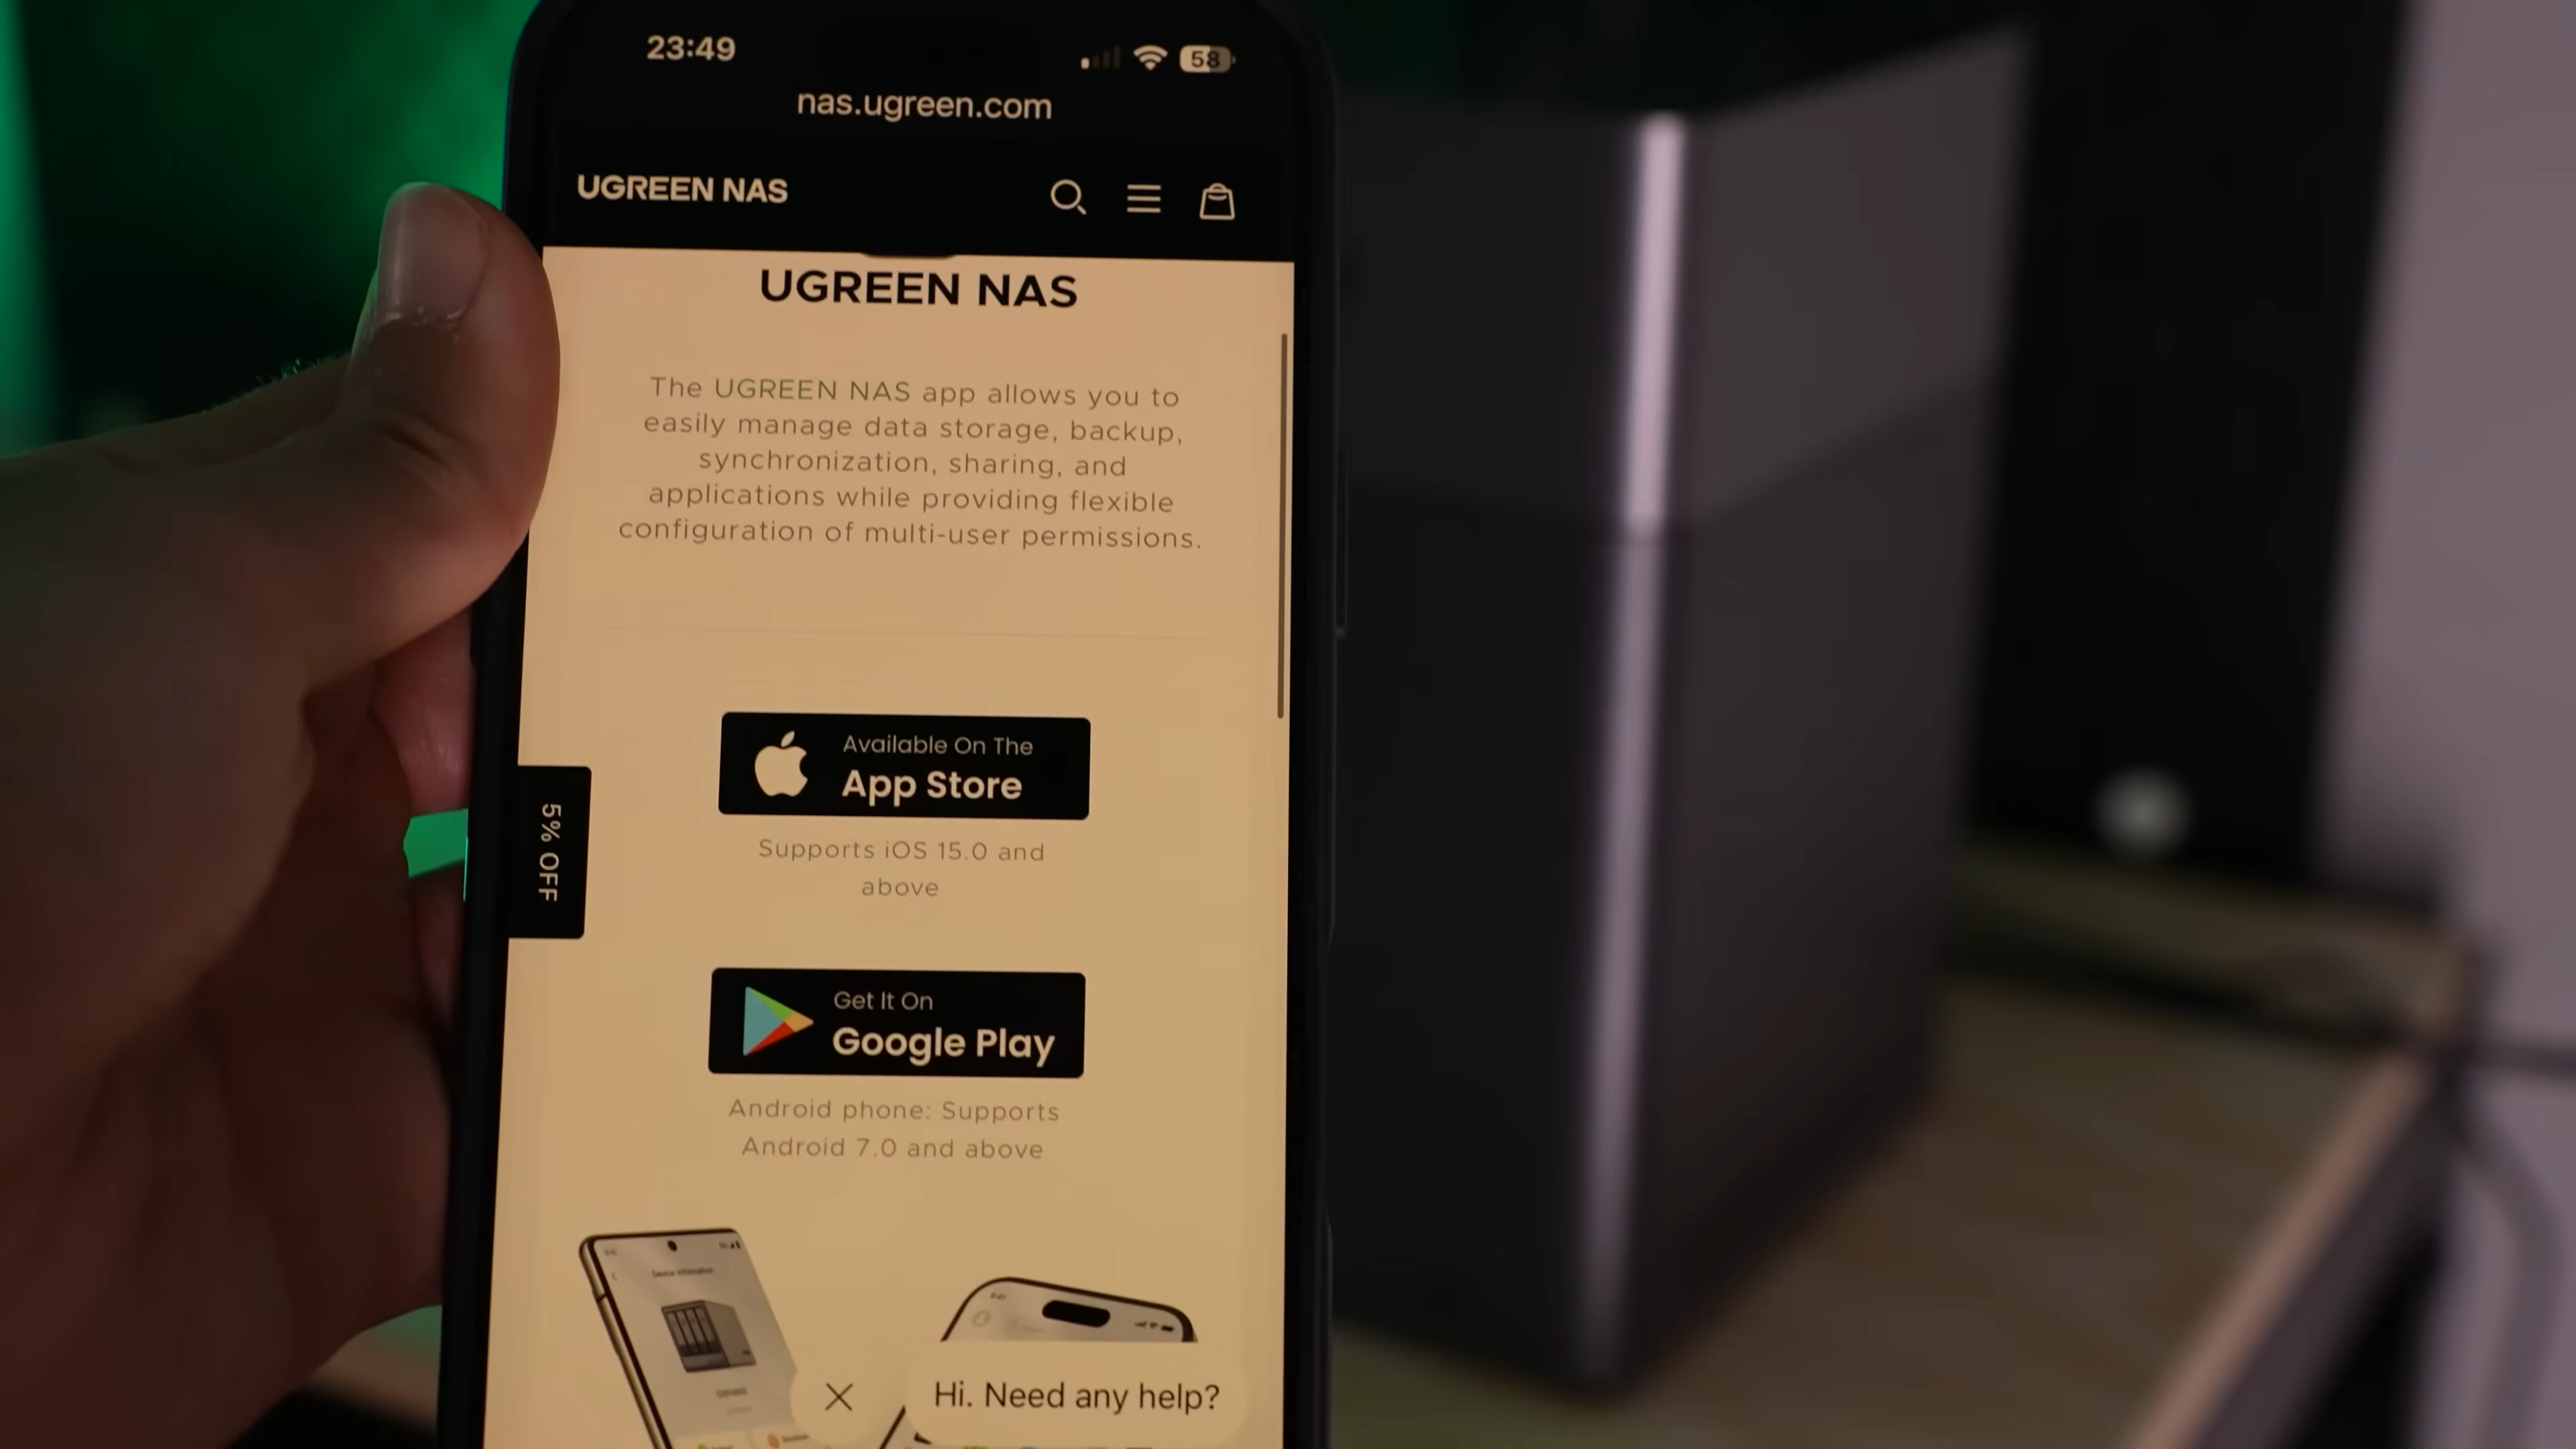 23:49
58
nas.ugreen.com
UGREEN NAS
UGREEN NAS
The UGREEN NAS app allows you to
easily manage data storage, backup,
synchronization, sharing, and
applications while providing flexible
configuration of multi-user permissions.
Available On The
App Store
Supports iOS 15.0 and
above
5% OFF
Get It On
Google Play
Android phone: Supports
Android 7.0 and above
Device Information
Hi. Need any help?